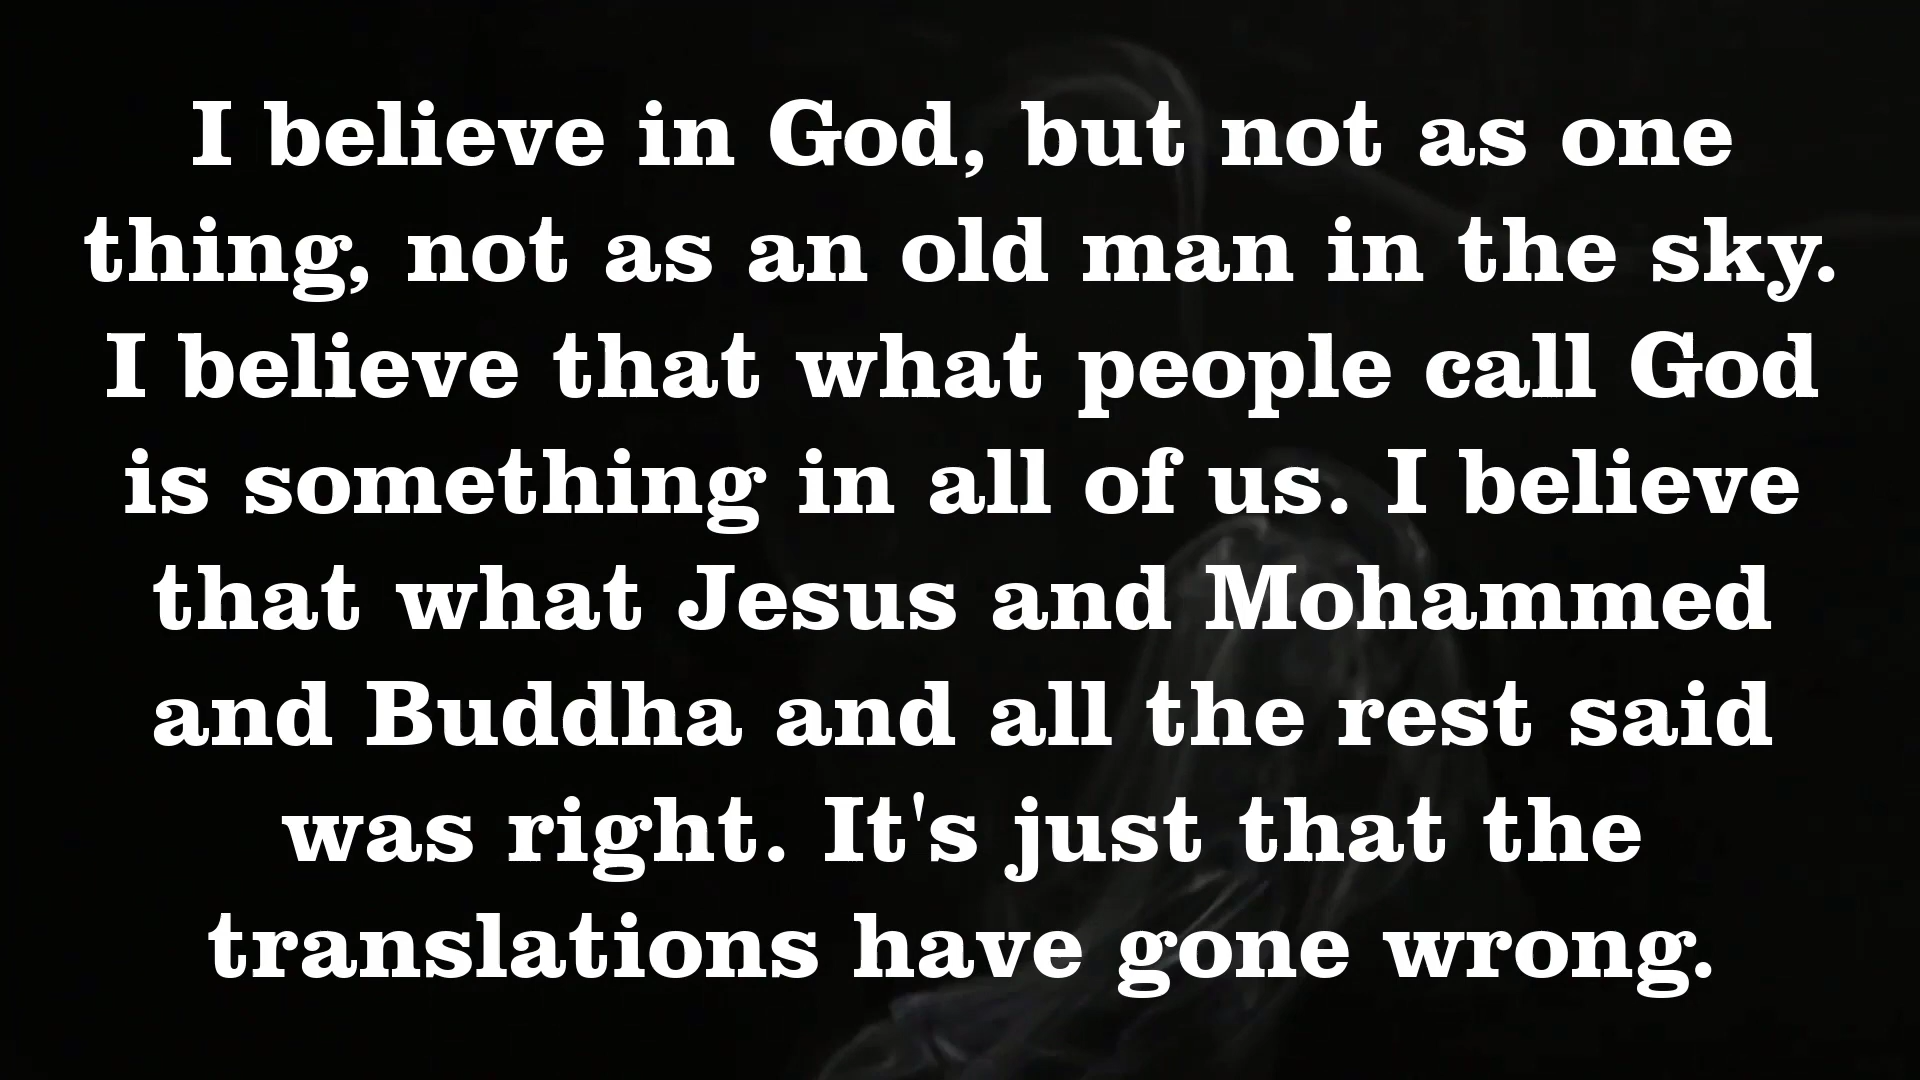 I believe in God, but not as one
thing, not as an old man in the sky.
I believe that what people call God
is something in all of us. I believe
that what Jesus and Mohammed
and Buddha and all the rest said
was right. It's just that the
translations have gone wrong.